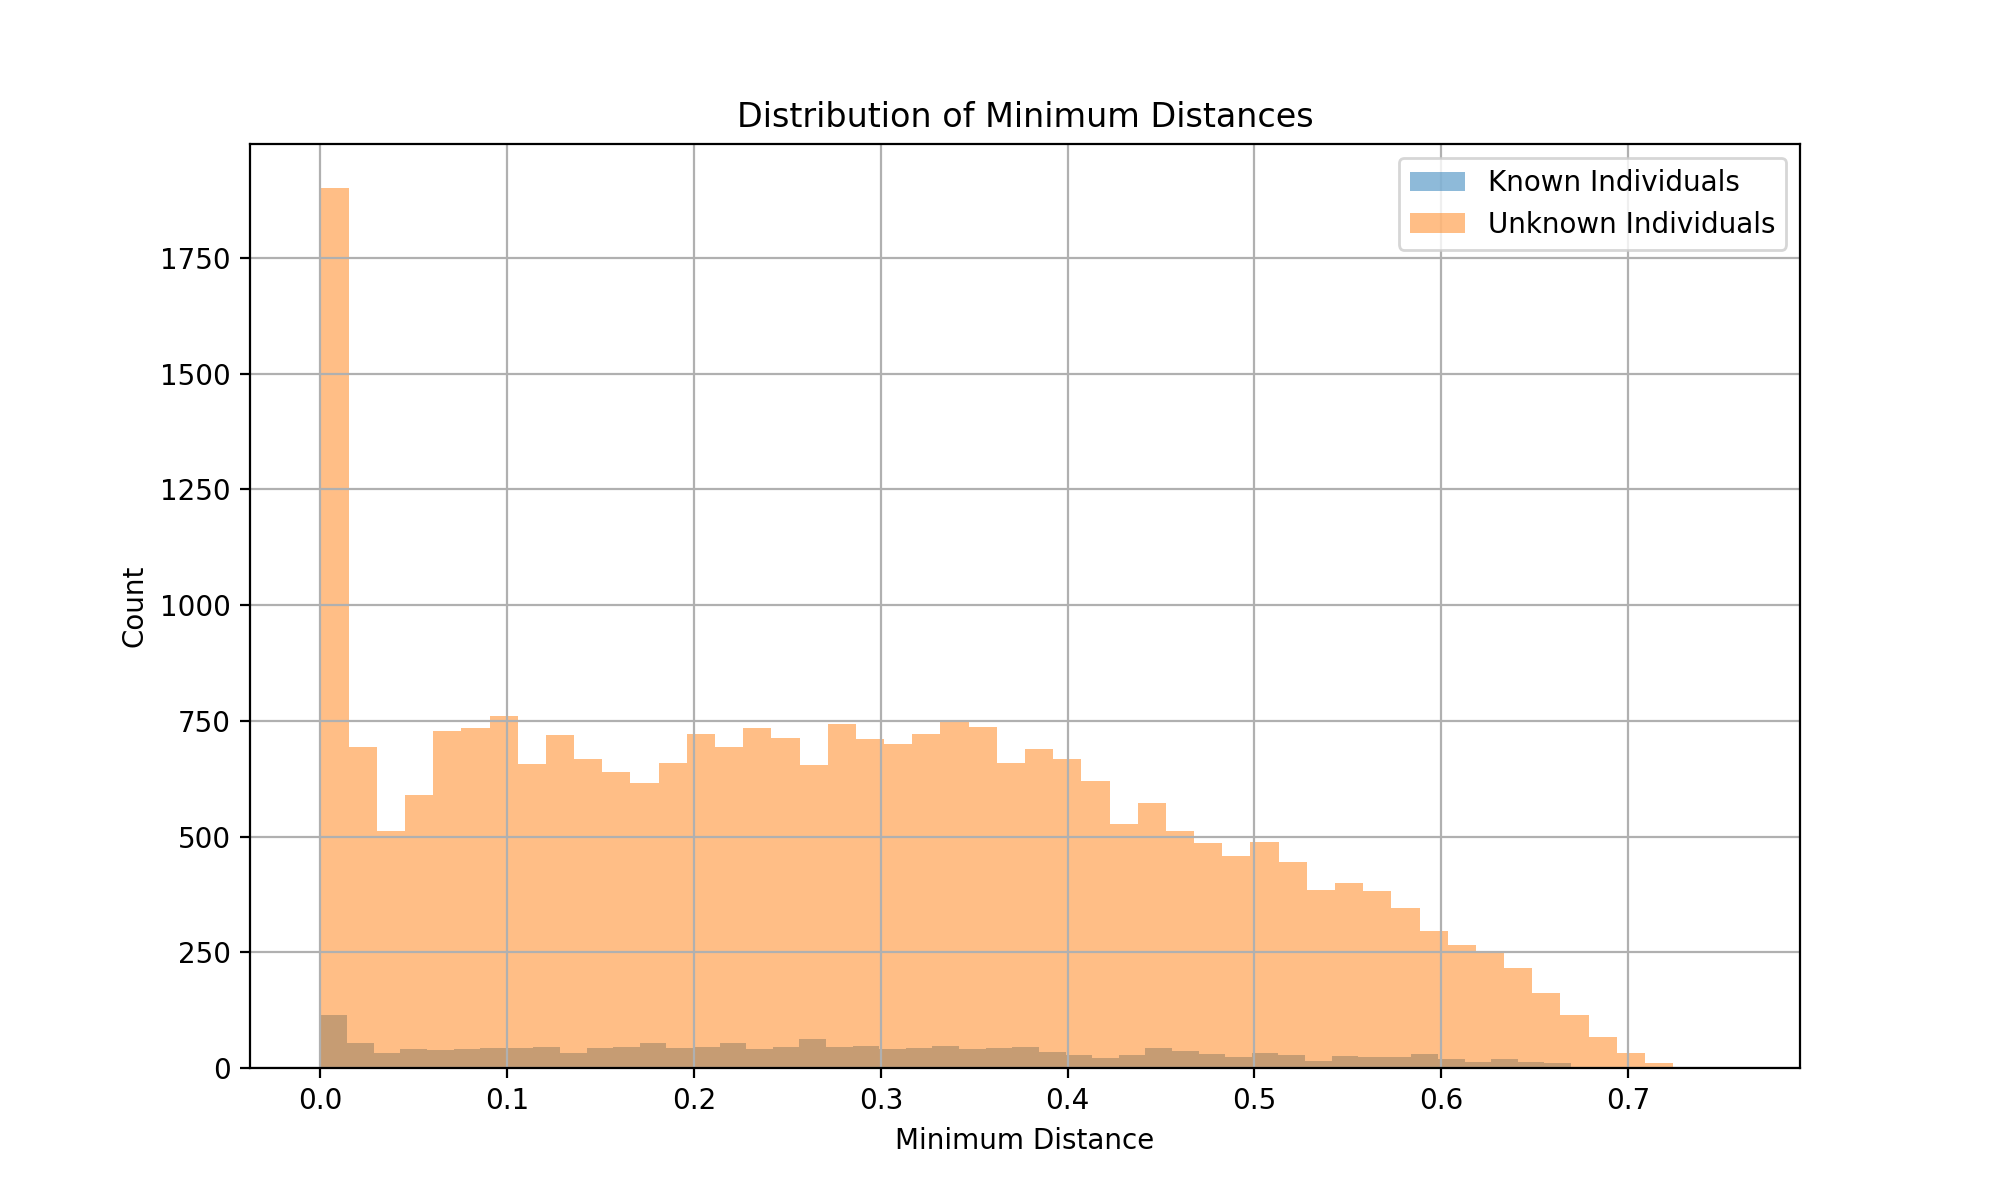 Distribution of Minimum Distances
Known Individuals
Unknown Individuals
1750
1500
1250
1000
750
500
250
0
Count
0.0 0.1 0.2 0.3 0.4 0.5 0.6 0.7
Minimum Distance